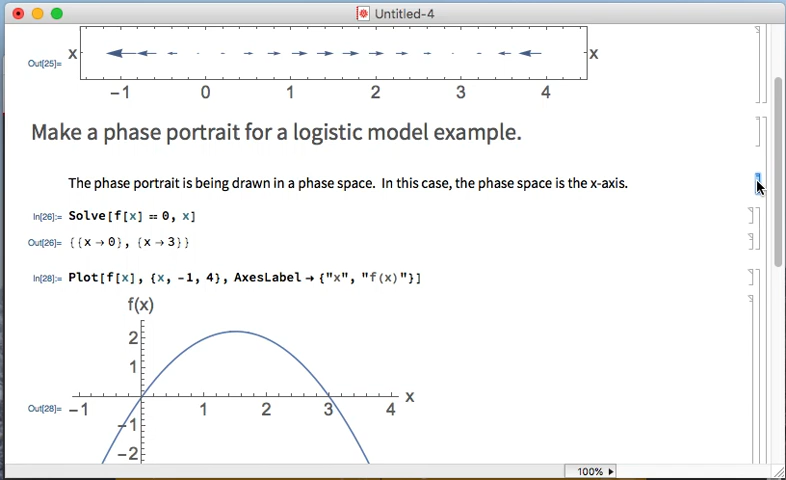 Untitled-4
x x
Out[25]=
-1 0 1 2 3 4
Make a phase portrait for a logistic model example.
The phase portrait is being drawn in a phase space. In this case, the phase space is the x-axis.
In[26]:= Solve[f[x] == 0, x]
Out[26]= {{x → 0}, {x → 3}}
In[28]:= Plot[f[x], {x, -1, 4}, AxesLabel → {"x", "f(x)"}]
f(x)
2
1
x
Out[28]= -1 1 2 3 4
-1
-2
100%